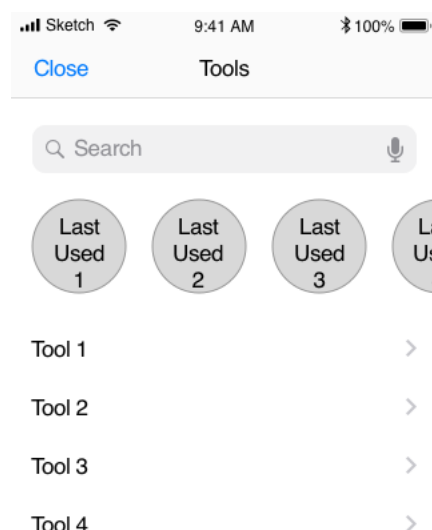 Sketch 9:41 AM 100%
Close Tools
Search
Last Used 1
Last Used 2
Last Used 3
Tool 1
Tool 2
Tool 3
Tool 4